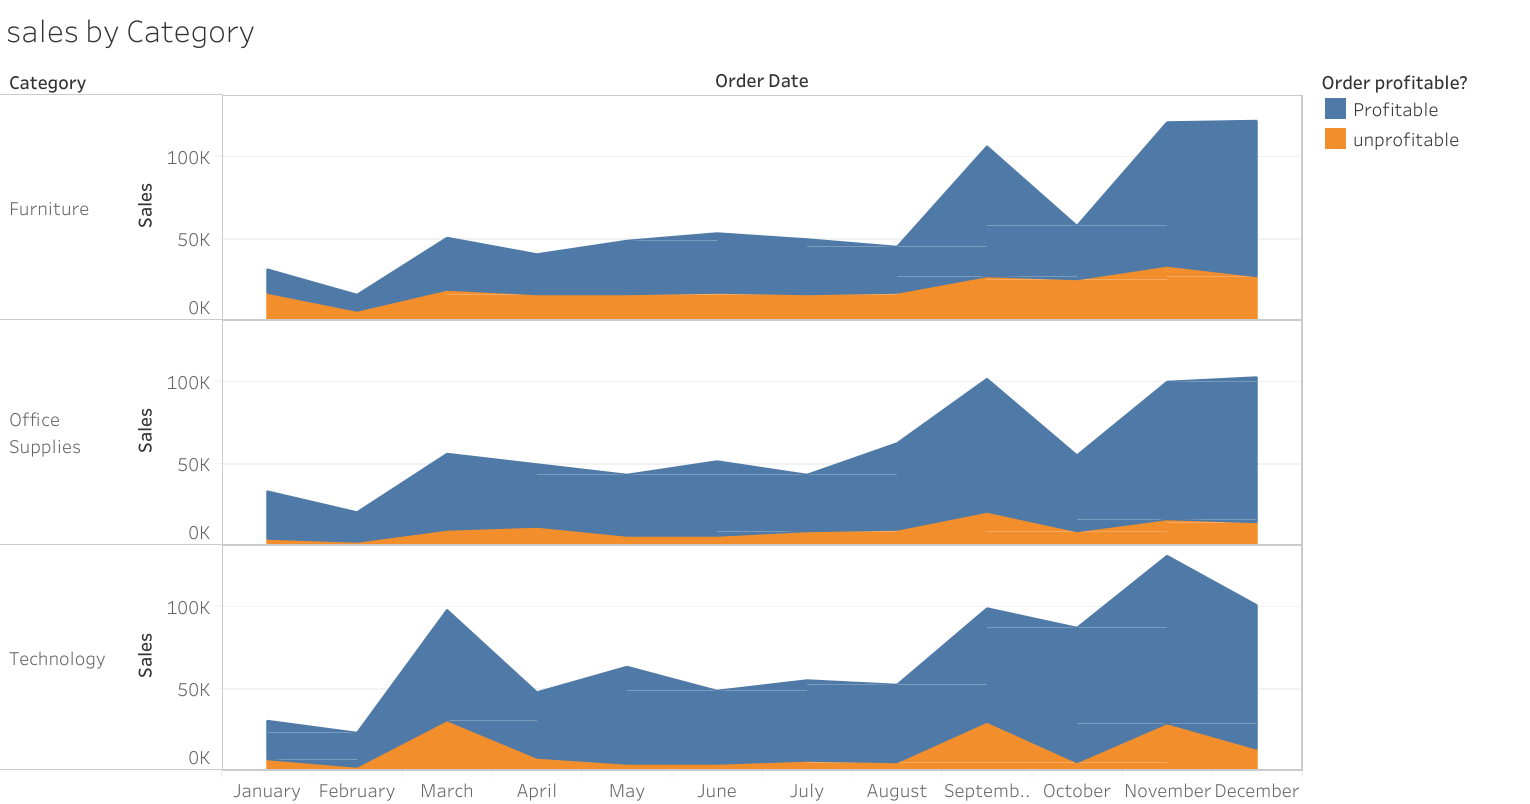 sales by Category
Category
Order Date
Order profitable?
Profitable
unprofitable
Furniture
Sales
100K
50K
0K
Office
Supplies
Sales
100K
50K
0K
Technology
Sales
100K
50K
0K
January February March April May June July August Septemb.. October November December